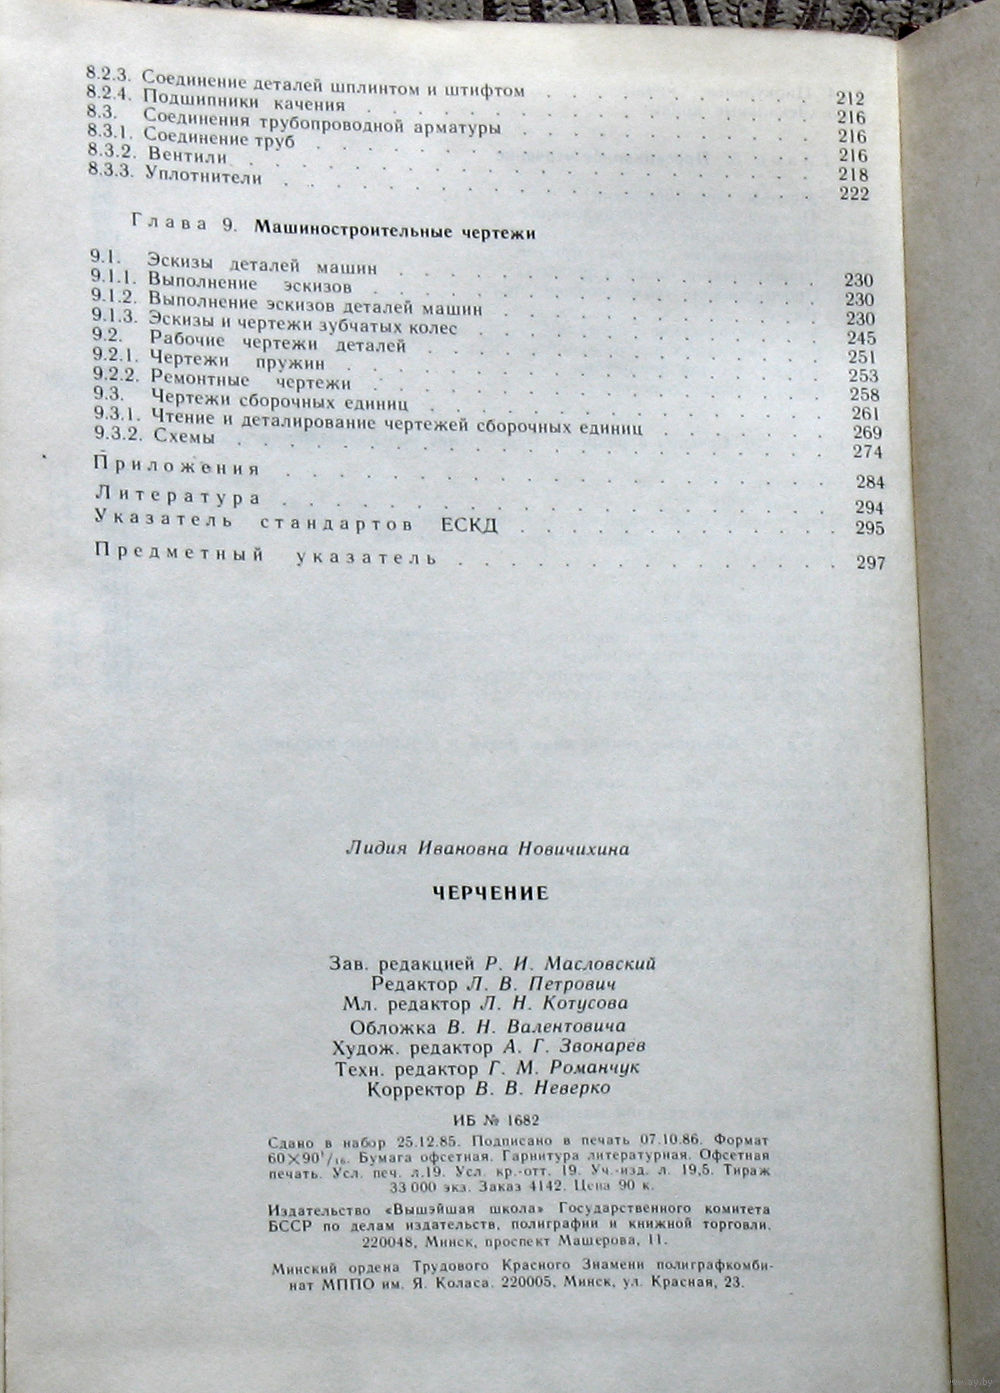 8.2.3. Соединение деталей шплинтом и штифтом . . . . . . . . . . . 212
8.2.4. Подшипники качения . . . . . . . . . . . 216
8.3. Соединения трубопроводной арматуры . . . . . . . . . . . 216
8.3.1. Соединение труб . . . . . . . . . . . 216
8.3.2. Вентили . . . . . . . . . . . 218
8.3.3. Уплотнители . . . . . . . . . . . 222
Глава 9. Машиностроительные чертежи
9.1. Эскизы деталей машин . . . . . . . . . . . 230
9.1.1. Выполнение эскизов . . . . . . . . . . . 230
9.1.2. Выполнение эскизов деталей машин . . . . . . . . . . . 230
9.1.3. Эскизы и чертежи зубчатых колес . . . . . . . . . . . 245
9.2. Рабочие чертежи деталей . . . . . . . . . . . 251
9.2.1. Чертежи пружин . . . . . . . . . . . 253
9.2.2. Ремонтные чертежи . . . . . . . . . . . 258
9.3. Чертежи сборочных единиц . . . . . . . . . . . 261
9.3.1. Чтение и деталирование чертежей сборочных единиц . . . . . . . 269
9.3.2. Схемы . . . . . . . . . . . 274
Приложения . . . . . . . . . . . 284
Литература . . . . . . . . . . . 294
Указатель стандартов ЕСКД . . . . . . . . . . . 295
Предметный указатель . . . . . . . . . . . 297
Лидия Ивановна Новичихина
ЧЕРЧЕНИЕ
Зав. редакцией Р. И. Масловский
Редактор Л. В. Петрович
Мл. редактор Л. Н. Котусова
Обложка В. Н. Валентовича
Худож. редактор А. Г. Звонарев
Техн. редактор Г. М. Романчук
Корректор В. В. Неверко
ИБ № 1682
Сдано в набор 25.12.85. Подписано в печать 07.10.86. Формат
60×90¹/₁₆. Бумага офсетная. Гарнитура литературная. Офсетная
печать. Усл. печ. л.19. Усл. кр.-отт. 19. Уч.-изд. л. 19,5. Тираж
33 000 экз. Заказ 4142. Цена 90 к.
Издательство «Вышэйшая школа» Государственного комитета
БССР по делам издательств, полиграфии и книжной торговли.
220048, Минск, проспект Машерова, 11.
Минский ордена Трудового Красного Знамени полиграфкомби-
нат МППО им. Я. Коласа. 220005, Минск, ул. Красная, 23.
www.ay.by